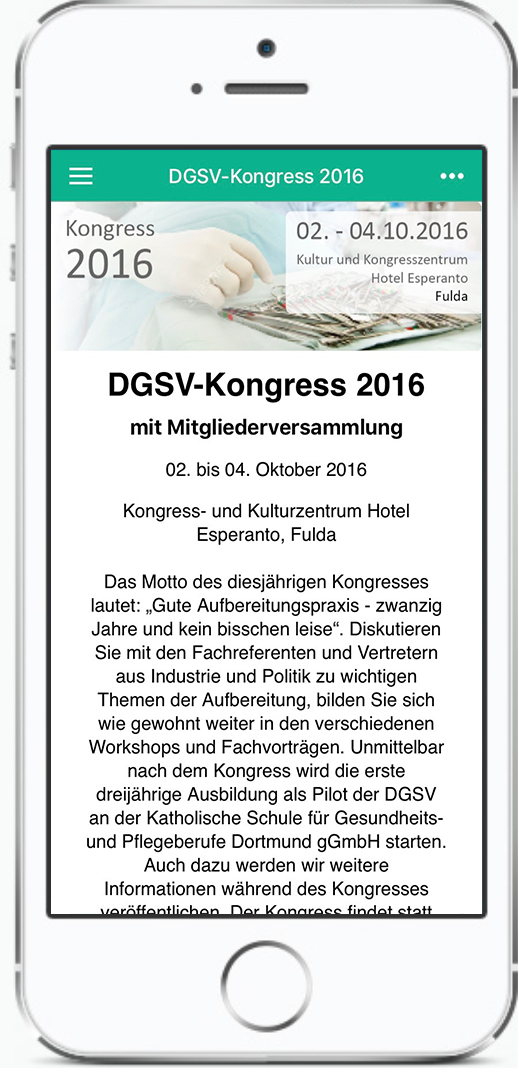 DGSV-Kongress 2016
Kongress
2016
02. - 04.10.2016
Kultur und Kongresszentrum
Hotel Esperanto
Fulda
DGSV-Kongress 2016
mit Mitgliederversammlung
02. bis 04. Oktober 2016
Kongress- und Kulturzentrum Hotel
Esperanto, Fulda
Das Motto des diesjährigen Kongresses
lautet: „Gute Aufbereitungspraxis - zwanzig
Jahre und kein bisschen leise“. Diskutieren
Sie mit den Fachreferenten und Vertretern
aus Industrie und Politik zu wichtigen
Themen der Aufbereitung, bilden Sie sich
wie gewohnt weiter in den verschiedenen
Workshops und Fachvorträgen. Unmittelbar
nach dem Kongress wird die erste
dreijährige Ausbildung als Pilot der DGSV
an der Katholische Schule für Gesundheits-
und Pflegeberufe Dortmund gGmbH starten.
Auch dazu werden wir weitere
Informationen während des Kongresses
veröffentlichen. Der Kongress findet statt